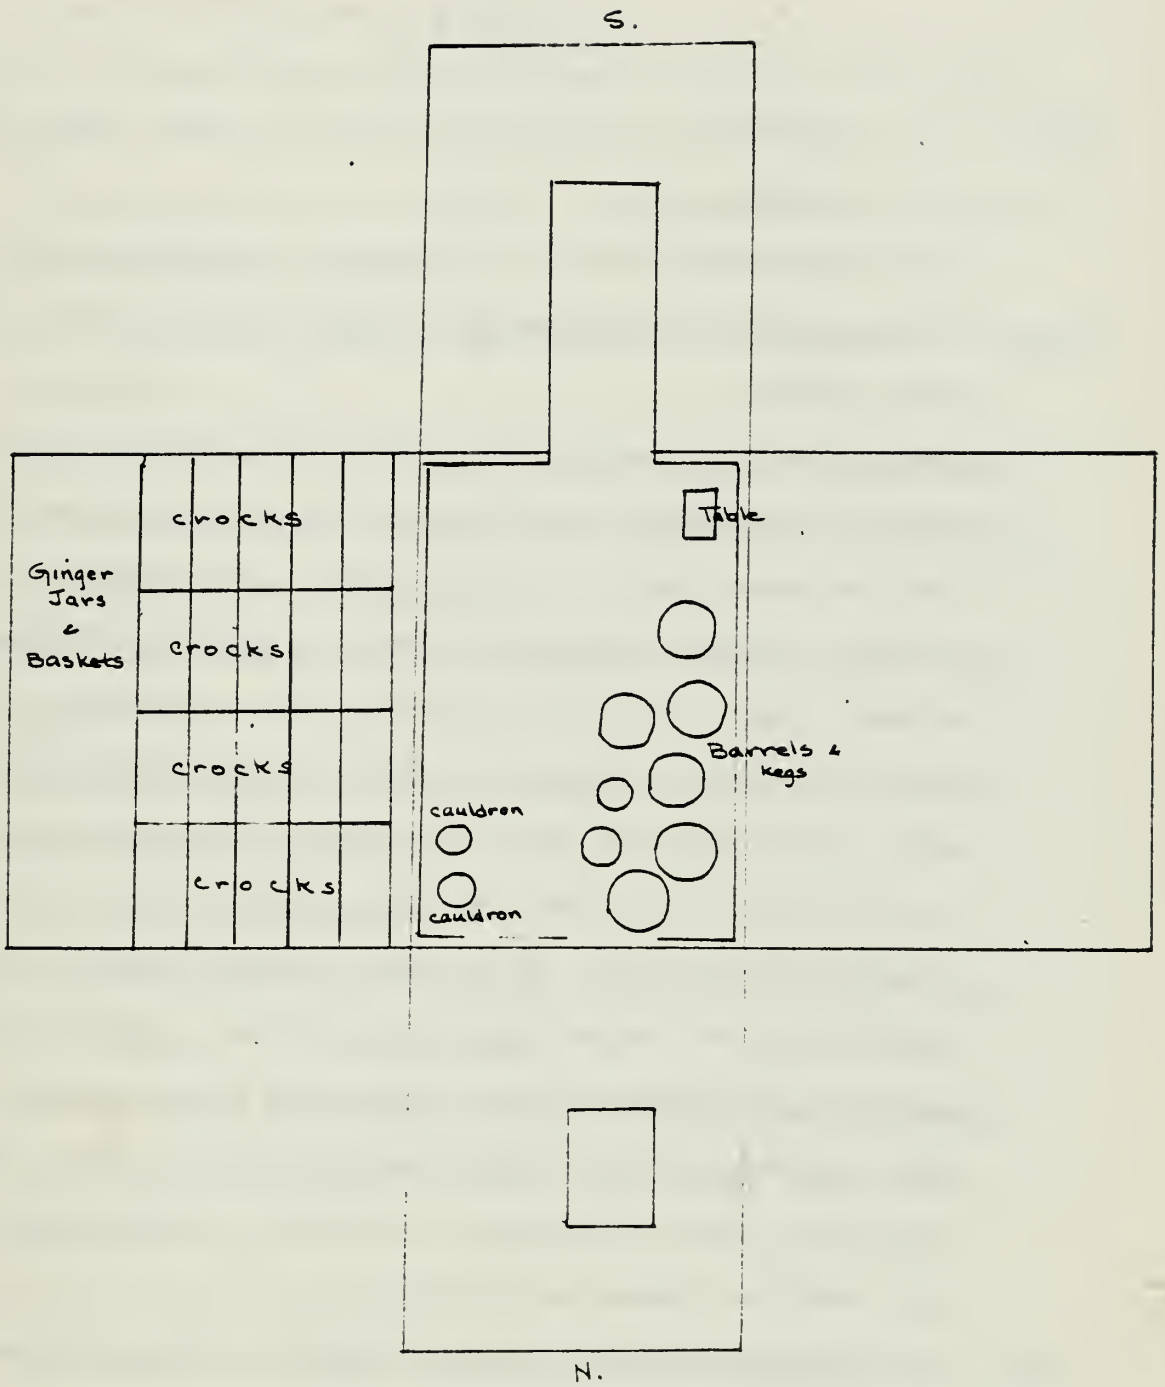 S.
crocks
Table
Ginger
Jars
&
Baskets
crocks
Barrels &
kegs
crocks
cauldron
crocks
cauldron
N.